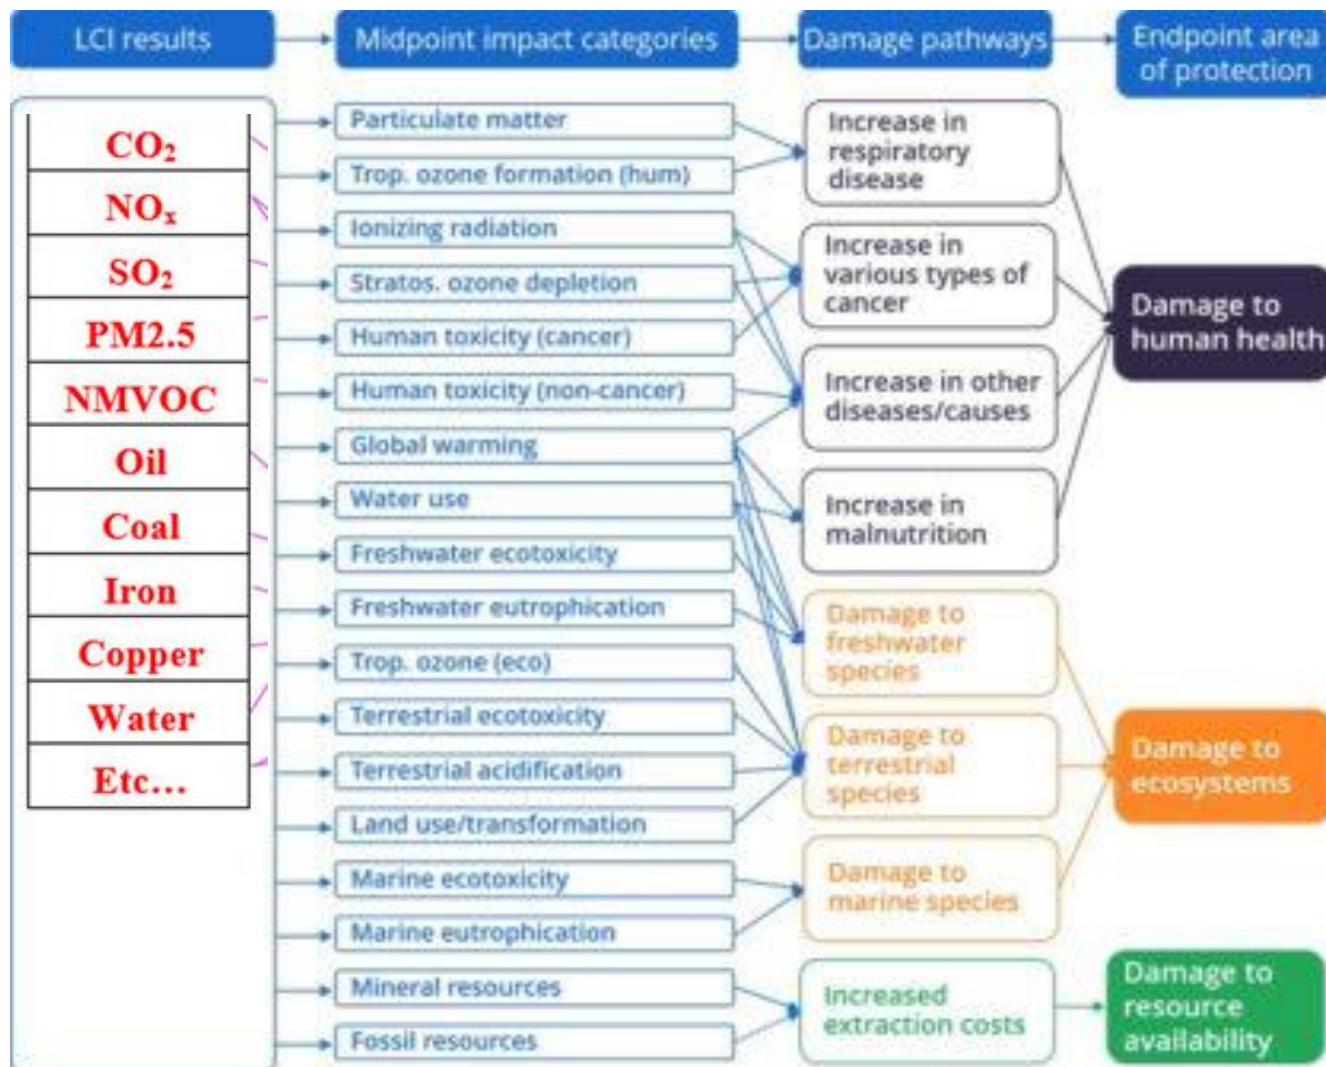 LCI results
Midpoint impact categories
Damage pathways
Endpoint area
of protection
CO₂
NOₓ
SO₂
PM2.5
NMVOC
Oil
Coal
Iron
Copper
Water
Etc...
Particulate matter
Trop. ozone formation (hum)
Ionizing radiation
Stratos. ozone depletion
Human toxicity (cancer)
Human toxicity (non-cancer)
Global warming
Water use
Freshwater ecotoxicity
Freshwater eutrophication
Trop. ozone (eco)
Terrestrial ecotoxicity
Terrestrial acidification
Land use/transformation
Marine ecotoxicity
Marine eutrophication
Mineral resources
Fossil resources
Increase in
respiratory
disease
Increase in
various types of
cancer
Increase in other
diseases/causes
Increase in
malnutrition
Damage to
freshwater
species
Damage to
terrestrial
species
Damage to
marine species
Increased
extraction costs
Damage to
human health
Damage to
ecosystems
Damage to
resource
availability